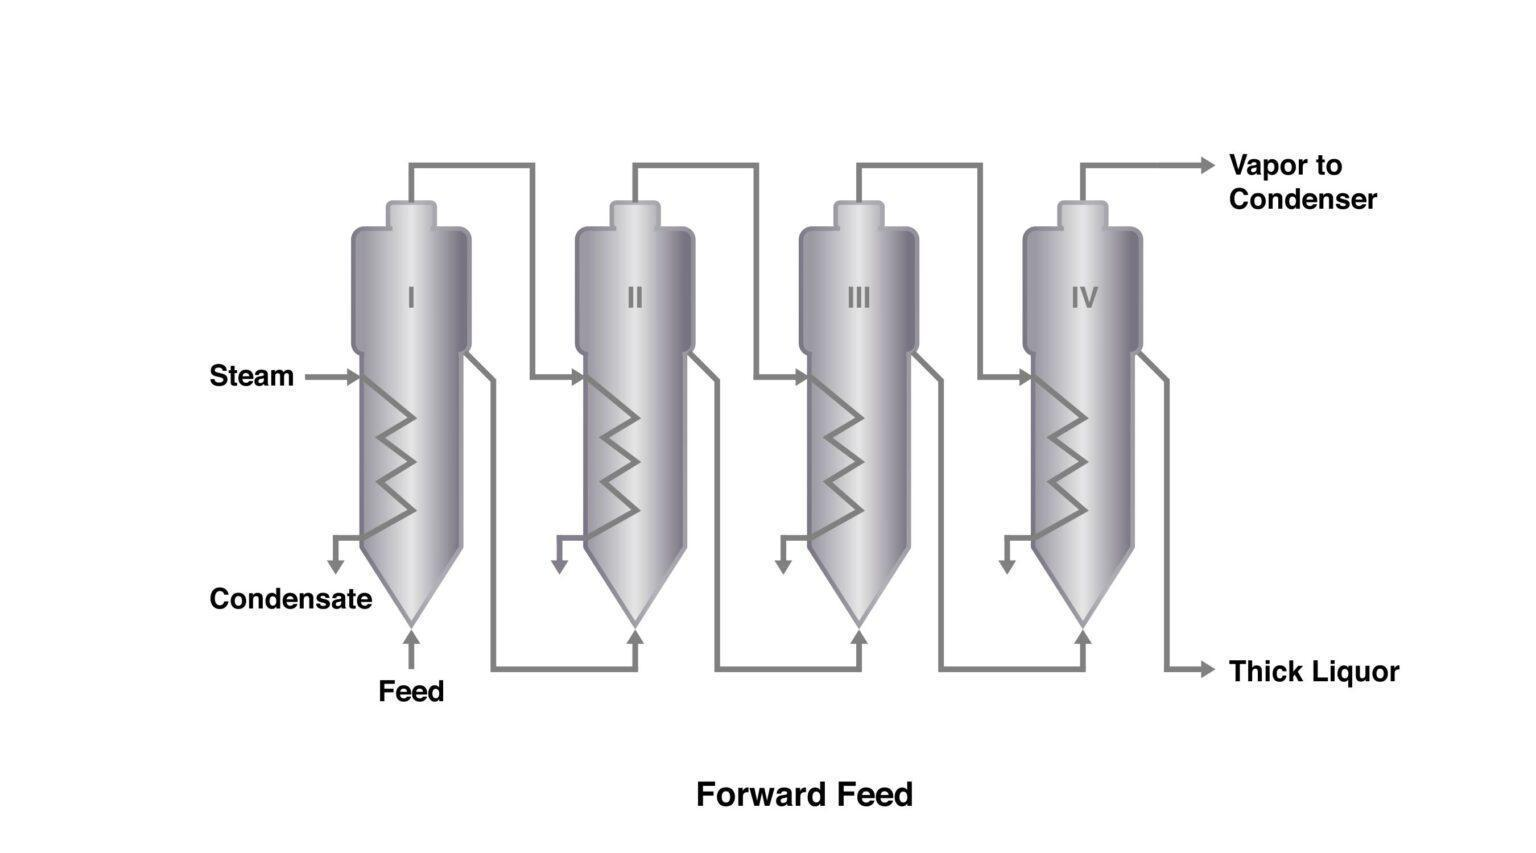 Vapor to
Condenser
I
II
III
IV
Steam
Condensate
Feed
Thick Liquor
Forward Feed